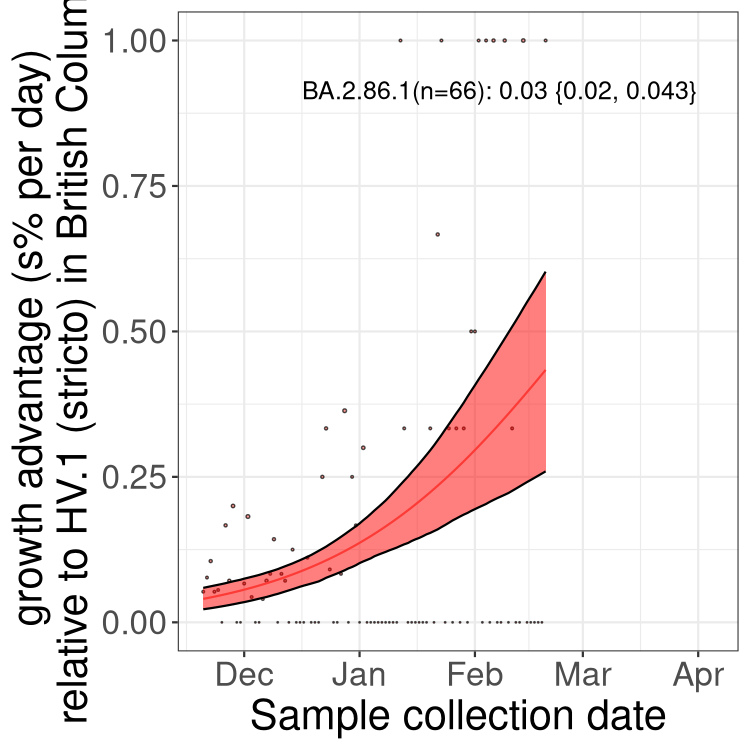 growth advantage (s% per day)
relative to HV.1 (stricto) in British Colum
1.00
0.75
0.50
0.25
0.00
BA.2.86.1(n=66): 0.03 {0.02, 0.043}
Dec Jan Feb Mar Apr
Sample collection date